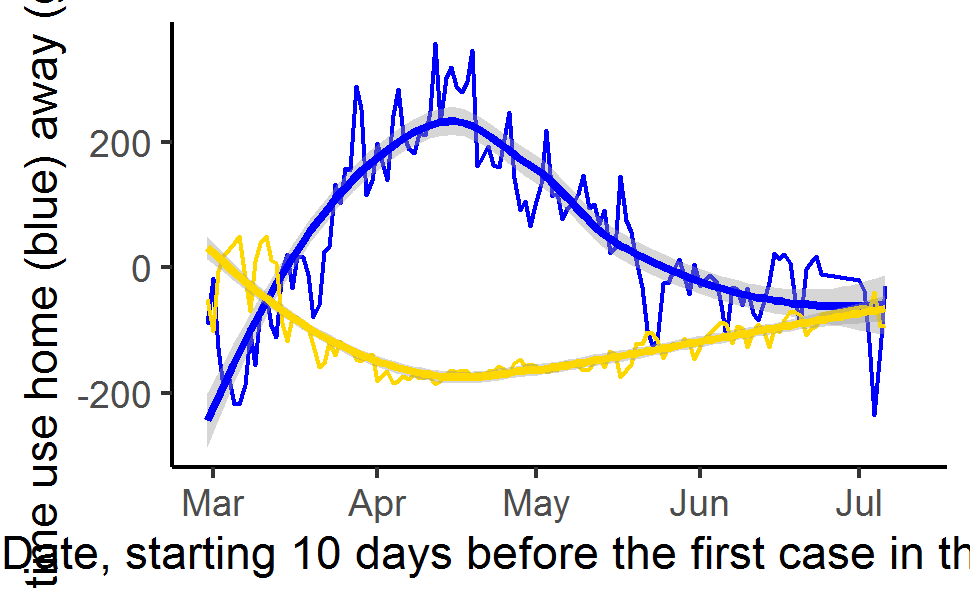 time use home (blue) away (
200
0
-200
Mar Apr May Jun Jul
Date, starting 10 days before the first case in th